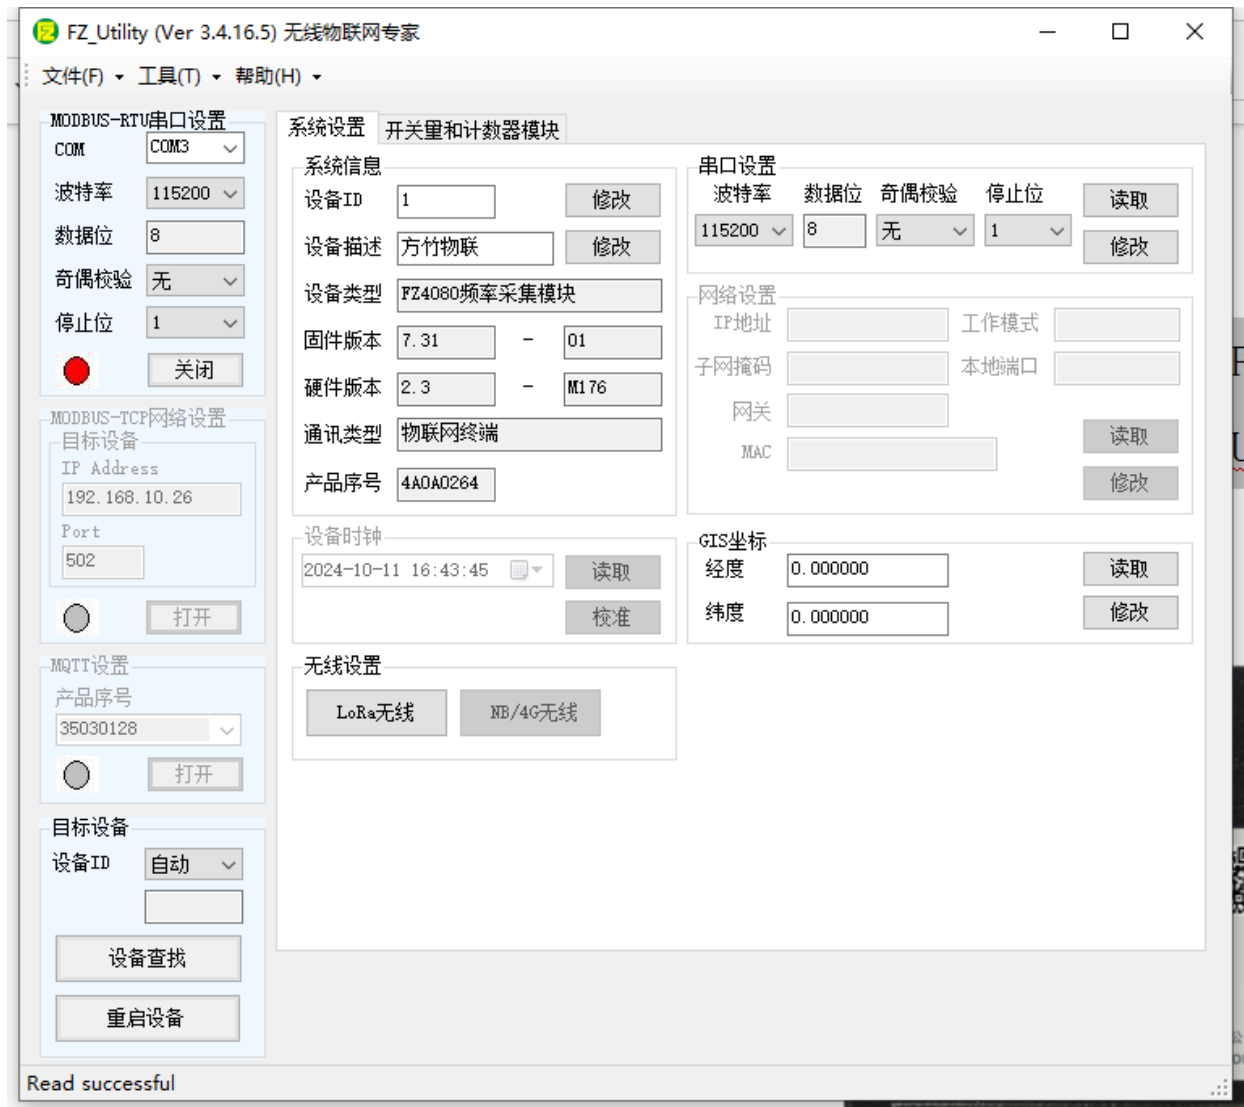 FZ_Utility (Ver 3.4.16.5) 无线物联网专家
文件(F) 工具(T) 帮助(H)
MODBUS-RTU串口设置
COM COM3
波特率 115200
数据位 8
奇偶校验 无
停止位 1
关闭
MODBUS-TCP网络设置
目标设备
IP Address
192.168.10.26
Port
502
打开
MQTT设置
产品序号
35030128
打开
目标设备
设备ID 自动
设备查找
重启设备
系统设置 开关量和计数器模块
系统信息
设备ID 1 修改
设备描述 方竹物联 修改
设备类型 FZ4080频率采集模块
固件版本 7.31 - 01
硬件版本 2.3 - M176
通讯类型 物联网终端
产品序号 4A0A0264
设备时钟
2024-10-11 16:43:45 读取
校准
无线设置
LoRa无线 NB/4G无线
串口设置
波特率 数据位 奇偶校验 停止位 读取
115200 8 无 1 修改
网络设置
IP地址 工作模式
子网掩码 本地端口
网关 读取
MAC
修改
GIS坐标
经度 0.000000 读取
纬度 0.000000 修改
Read successful